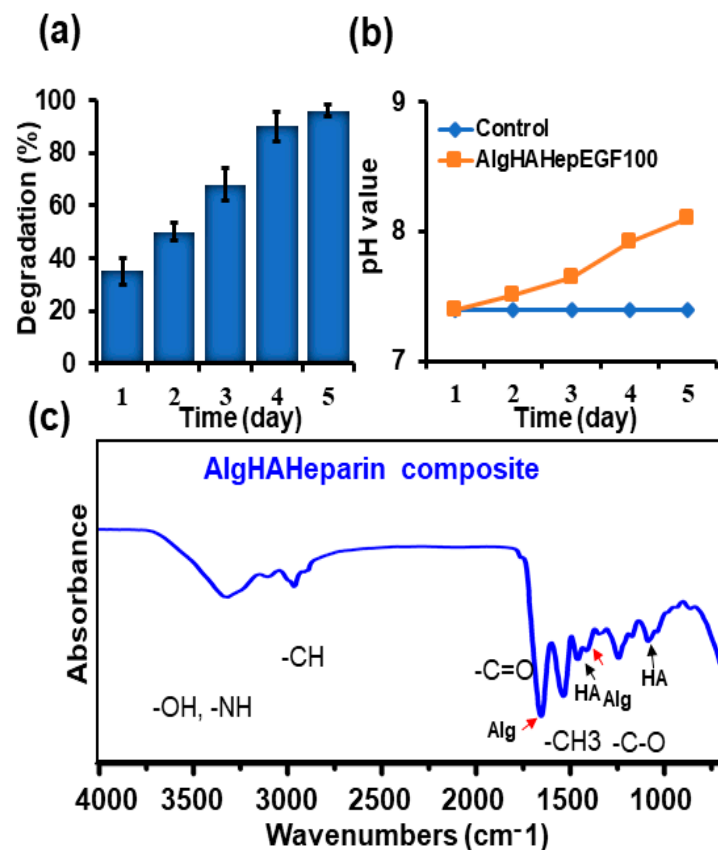 (a)
Degradation (%)
100
80
60
40
20
0
1 2 3 4 5
Time (day)
(b)
pH value
9
8
7
Control
AlgHAHepEGF100
1 2 3 4 5
Time (day)
(c)
AlgHAHeparin composite
Absorbance
-OH, -NH
-CH
-C=O
Alg
HA
Alg
HA
-CH3 -C-O
4000 3500 3000 2000 1500 1000
Wavenumbers (cm-1)